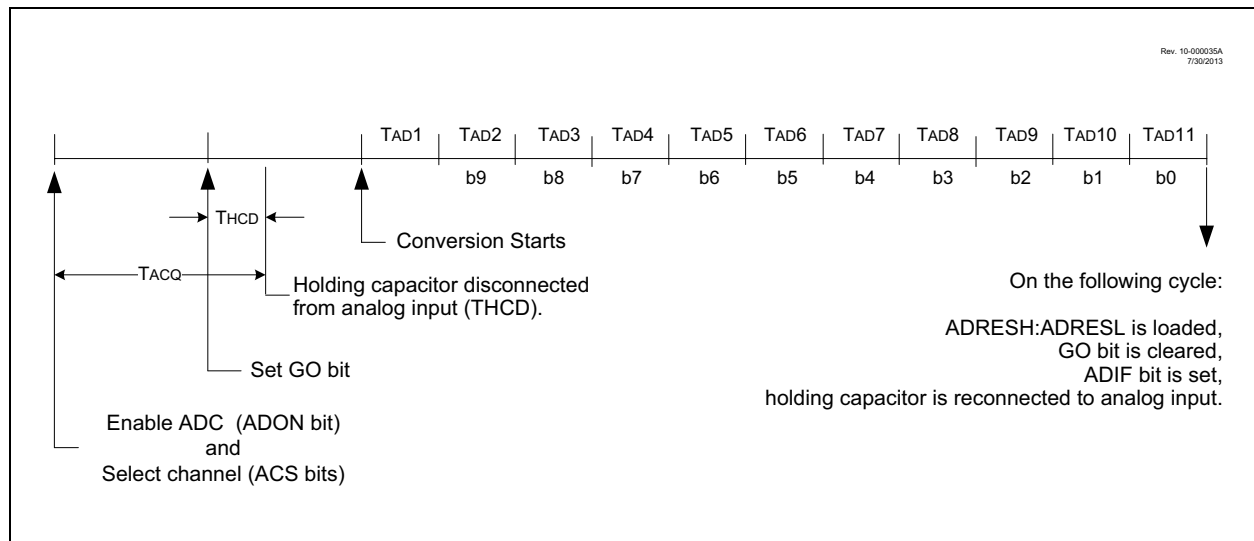 Rev. 10-000035A
7/30/2013
TAD1 TAD2 TAD3 TAD4 TAD5 TAD6 TAD7 TAD8 TAD9 TAD10 TAD11
b9 b8 b7 b6 b5 b4 b3 b2 b1 b0
THCD
Conversion Starts
TACQ
Holding capacitor disconnected
from analog input (THCD).
Set GO bit
Enable ADC (ADON bit)
and
Select channel (ACS bits)
On the following cycle:
ADRESH:ADRESL is loaded,
GO bit is cleared,
ADIF bit is set,
holding capacitor is reconnected to analog input.